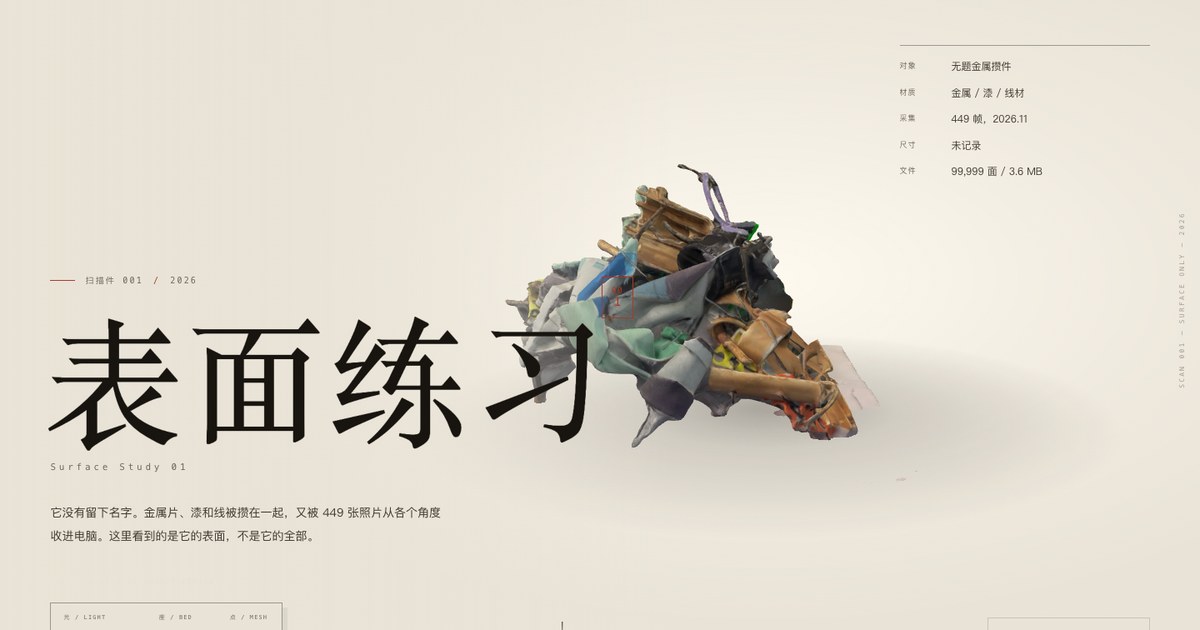 对象 无题金属攒件
材质 金属 / 漆 / 线材
采集 449 帧，2026.11
尺寸 未记录
文件 99,999 面 / 3.6 MB
SCAN 001 — SURFACE ONLY — 2026
扫描件 001 / 2026
表面练习
Surface Study 01
它没有留下名字。金属片、漆和线被攒在一起，又被 449 张照片从各个角度
收进电脑。这里看到的是它的表面，不是它的全部。
光 / LIGHT 座 / BED 点 / MESH